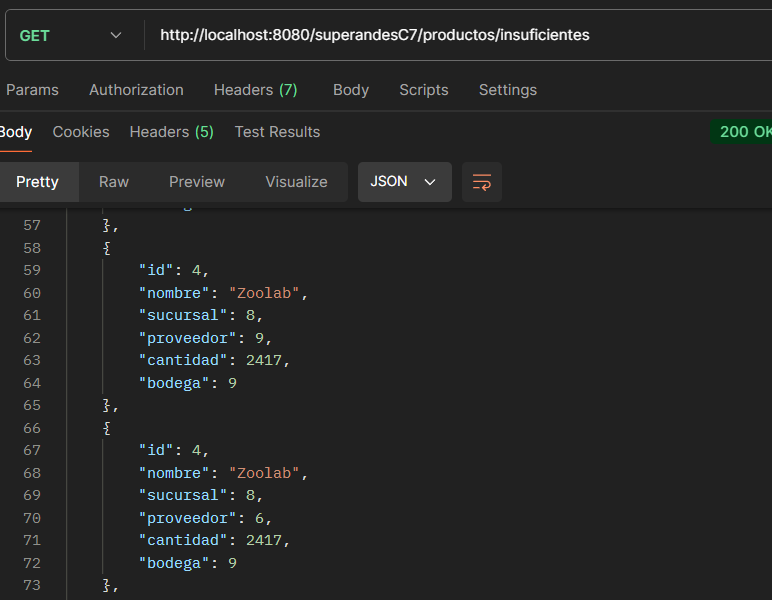 GET http://localhost:8080/superandesC7/productos/insuficientes
Params Authorization Headers (7) Body Scripts Settings
Body Cookies Headers (5) Test Results 200 OK
Pretty Raw Preview Visualize JSON
57 },
58 {
59 "id": 4,
60 "nombre": "Zoolab",
61 "sucursal": 8,
62 "proveedor": 9,
63 "cantidad": 2417,
64 "bodega": 9
65 },
66 {
67 "id": 4,
68 "nombre": "Zoolab",
69 "sucursal": 8,
70 "proveedor": 6,
71 "cantidad": 2417,
72 "bodega": 9
73 },